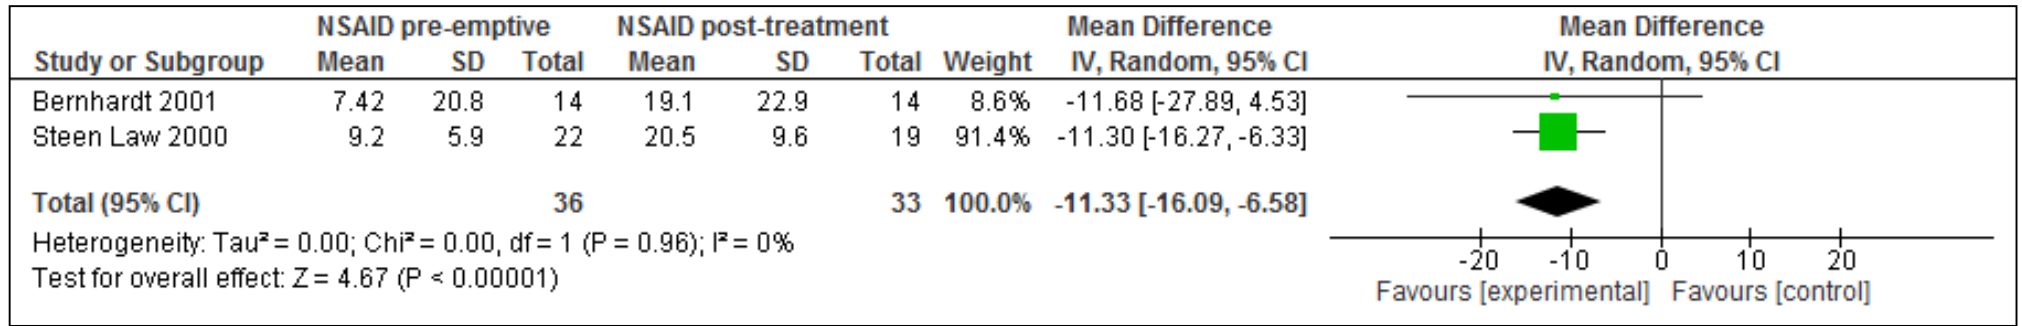 NSAID pre-emptive NSAID post-treatment Mean Difference Mean Difference
Study or Subgroup Mean SD Total Mean SD Total Weight IV, Random, 95% CI IV, Random, 95% CI
Bernhardt 2001 7.42 20.8 14 19.1 22.9 14 8.6% -11.68 [-27.89, 4.53]
Steen Law 2000 9.2 5.9 22 20.5 9.6 19 91.4% -11.30 [-16.27, -6.33]
Total (95% CI) 36 33 100.0% -11.33 [-16.09, -6.58]
Heterogeneity: Tau² = 0.00; Chi² = 0.00, df = 1 (P = 0.96); I² = 0%
Test for overall effect: Z = 4.67 (P < 0.00001)
-20 -10 0 10 20
Favours [experimental] Favours [control]